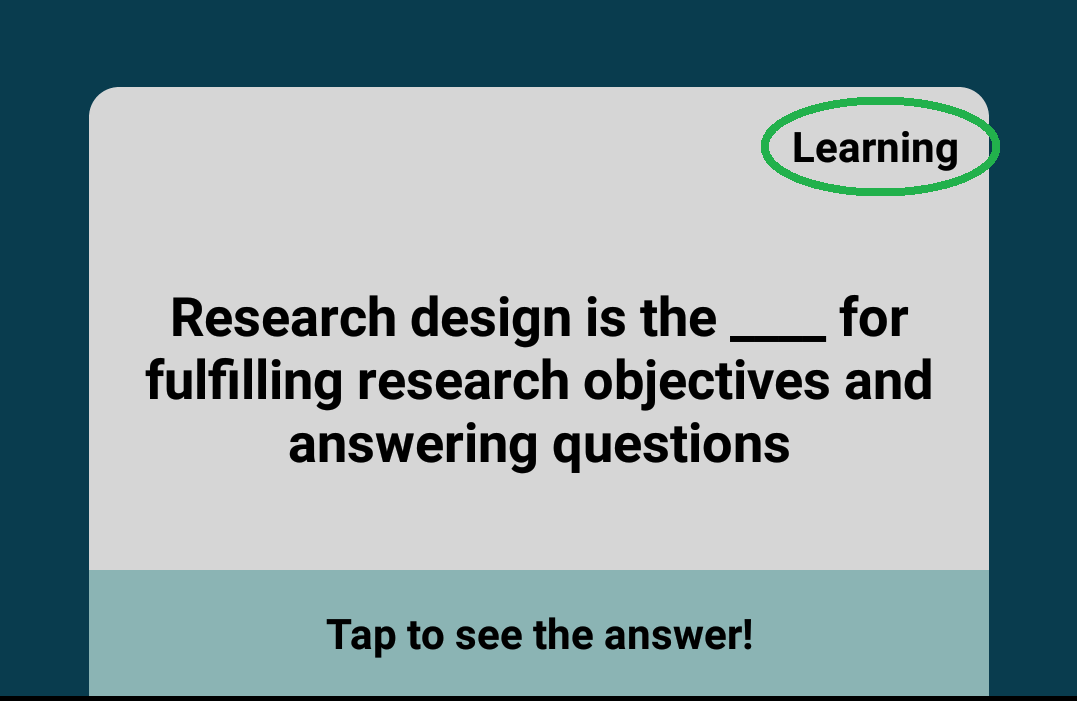 Learning
Research design is the ____ for
fulfilling research objectives and
answering questions
Tap to see the answer!